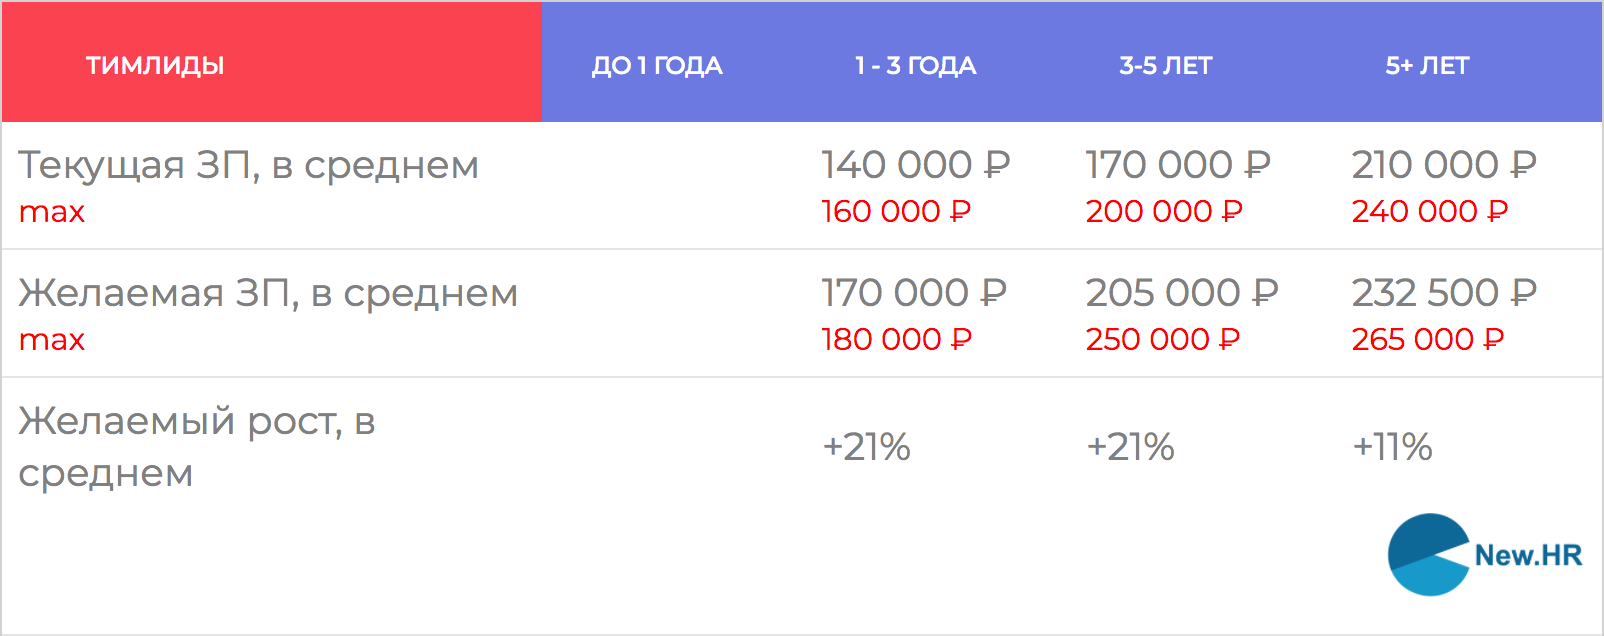 ТИМЛИДЫ ДО 1 ГОДА 1 - 3 ГОДА 3-5 ЛЕТ 5+ ЛЕТ
Текущая ЗП, в среднем 140 000 ₽ 170 000 ₽ 210 000 ₽
max 160 000 ₽ 200 000 ₽ 240 000 ₽
Желаемая ЗП, в среднем 170 000 ₽ 205 000 ₽ 232 500 ₽
max 180 000 ₽ 250 000 ₽ 265 000 ₽
Желаемый рост, в
среднем +21% +21% +11%
New.HR